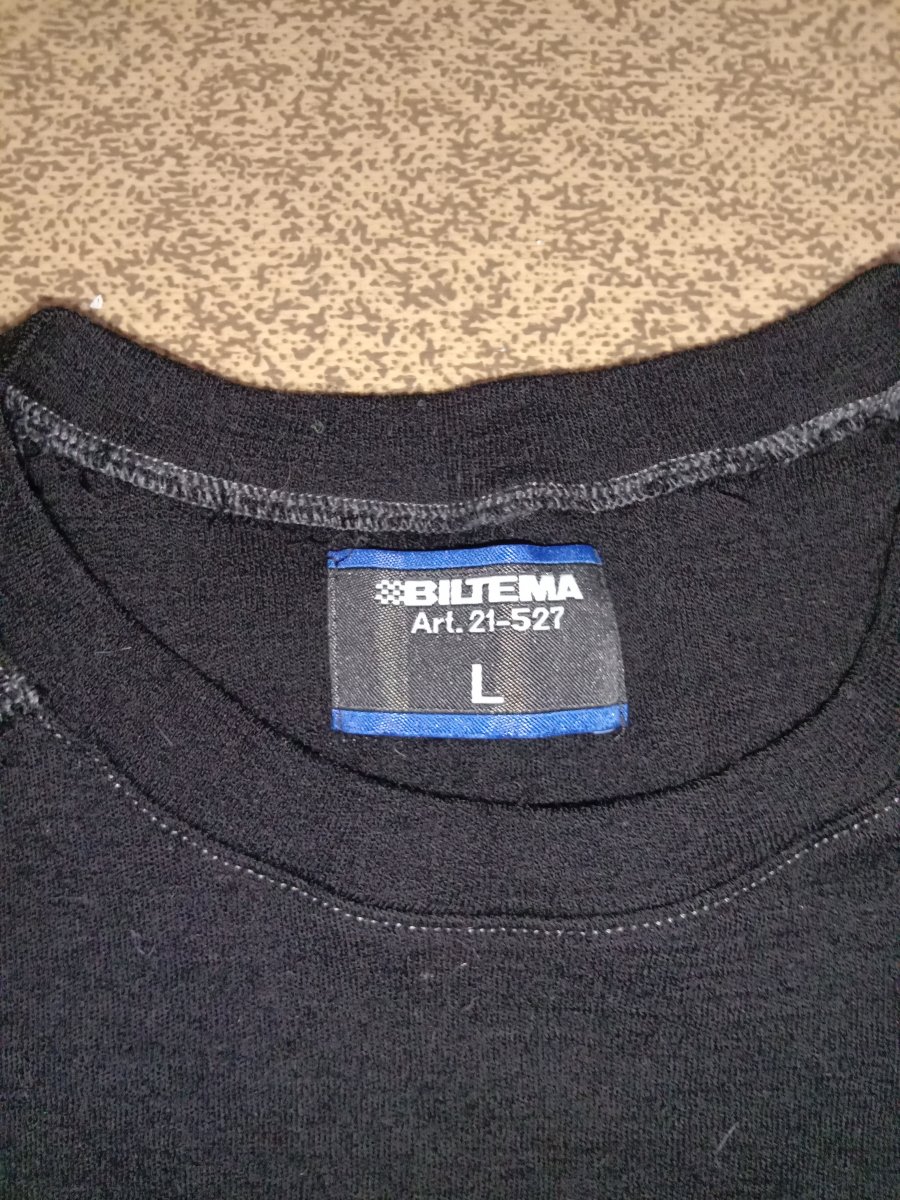 BILTEMA
Art. 21-527
L